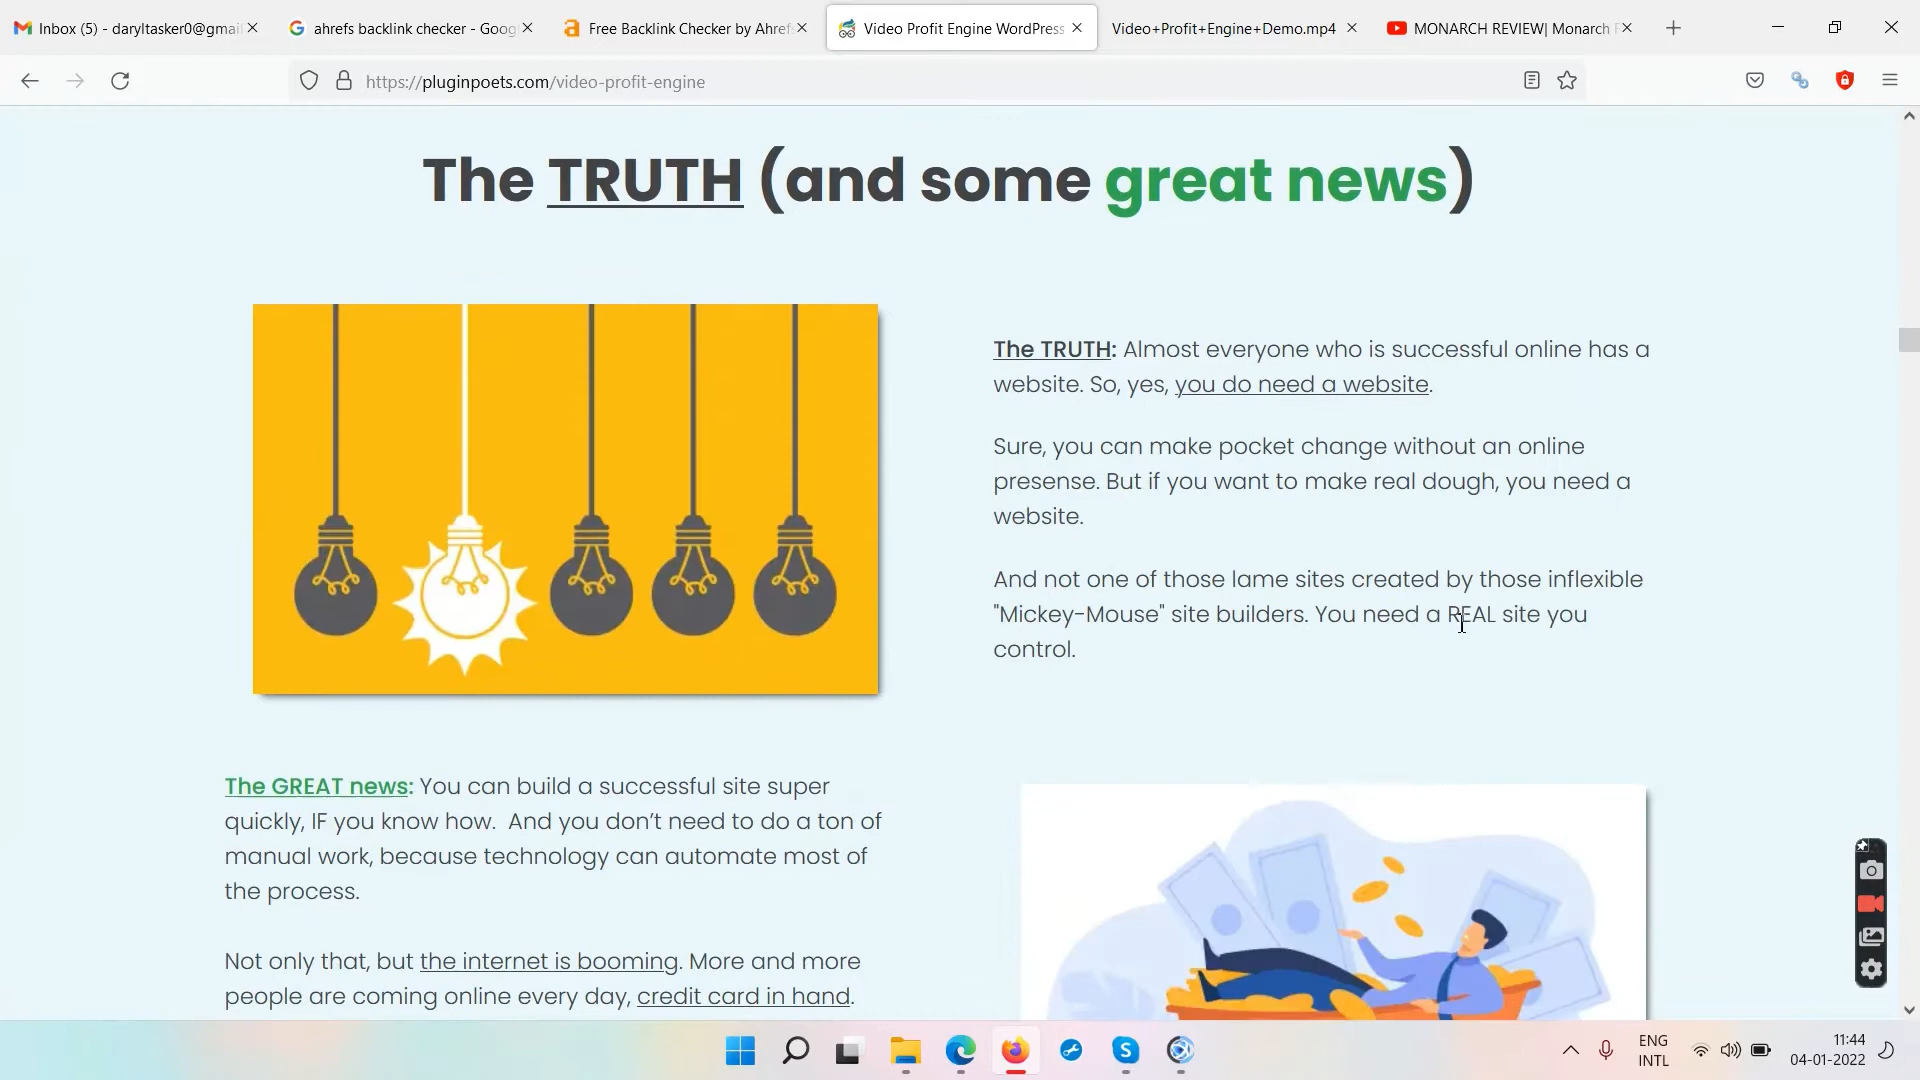 Inbox (5) - daryltasker0@gmai
ahrefs backlink checker - Goog
Free Backlink Checker by Ahref
Video Profit Engine WordPress
Video+Profit+Engine+Demo.mp4
MONARCH REVIEW| Monarch
https://pluginpoets.com/video-profit-engine
The TRUTH (and some great news)
The TRUTH: Almost everyone who is successful online has a
website. So, yes, you do need a website.
Sure, you can make pocket change without an online
presense. But if you want to make real dough, you need a
website.
And not one of those lame sites created by those inflexible
"Mickey-Mouse" site builders. You need a REAL site you
control.
The GREAT news: You can build a successful site super
quickly, IF you know how. And you don’t need to do a ton of
manual work, because technology can automate most of
the process.
Not only that, but the internet is booming. More and more
people are coming online every day, credit card in hand.
ENG
INTL
11:44
04-01-2022